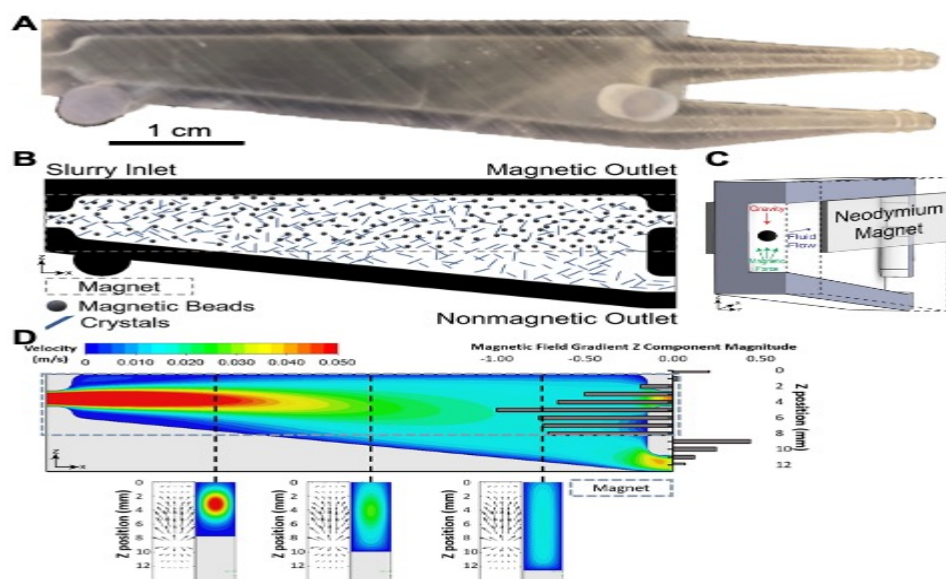 A
1 cm
B
Slurry Inlet
Magnetic Outlet
C
Gravity
Fluid
Flow
Magnetic
Force
Neodymium
Magnet
Z
X
Magnet
Magnetic Beads
Crystals
Nonmagnetic Outlet
D
Velocity
(m/s)
0 0.010 0.020 0.030 0.050
Magnetic Field Gradient Z Component Magnitude
-1.00 -0.50 0.00 0.50
0
2
4
6
8
10
12
Z position (mm)
Z
X
Magnet
Z position (mm)
0
2
4
6
8
10
12
Z position (mm)
0
2
4
6
8
10
12
Z position (mm)
0
2
4
6
8
10
12